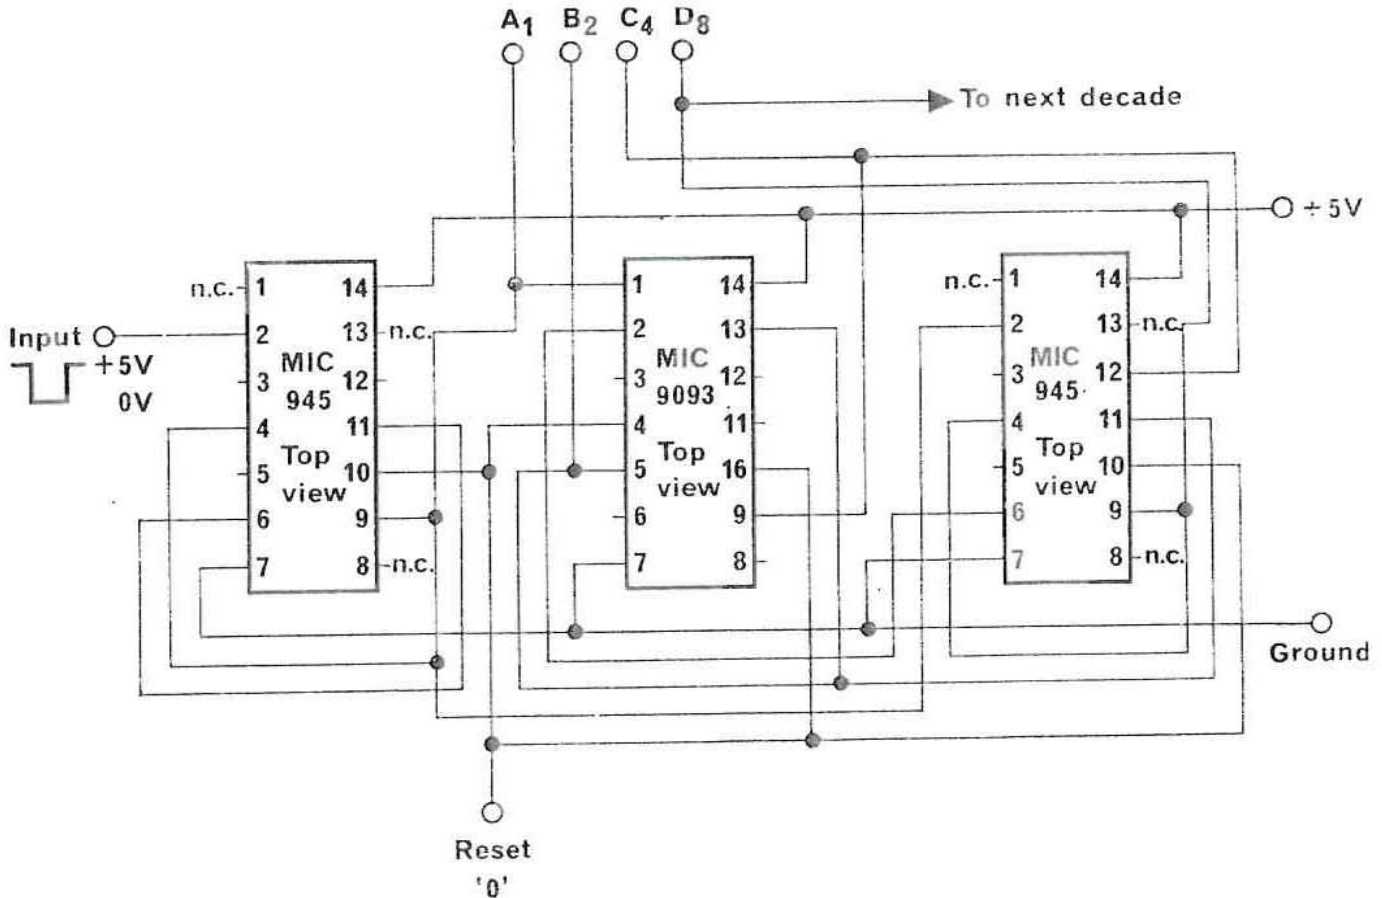 A1 B2 C4 D8
To next decade
÷ 5V
Input
+5V
0V
n.c.
1
2
3
4
5
6
7
14
13
12
11
10
9
8
n.c.
n.c.
MIC
945
Top
view
1
2
3
4
5
6
7
14
13
12
11
16
9
8
MIC
9093
Top
view
n.c.
1
2
3
4
5
6
7
14
13
12
11
10
9
8
n.c.
n.c.
MIC
945
Top
view
Ground
Reset
'0'